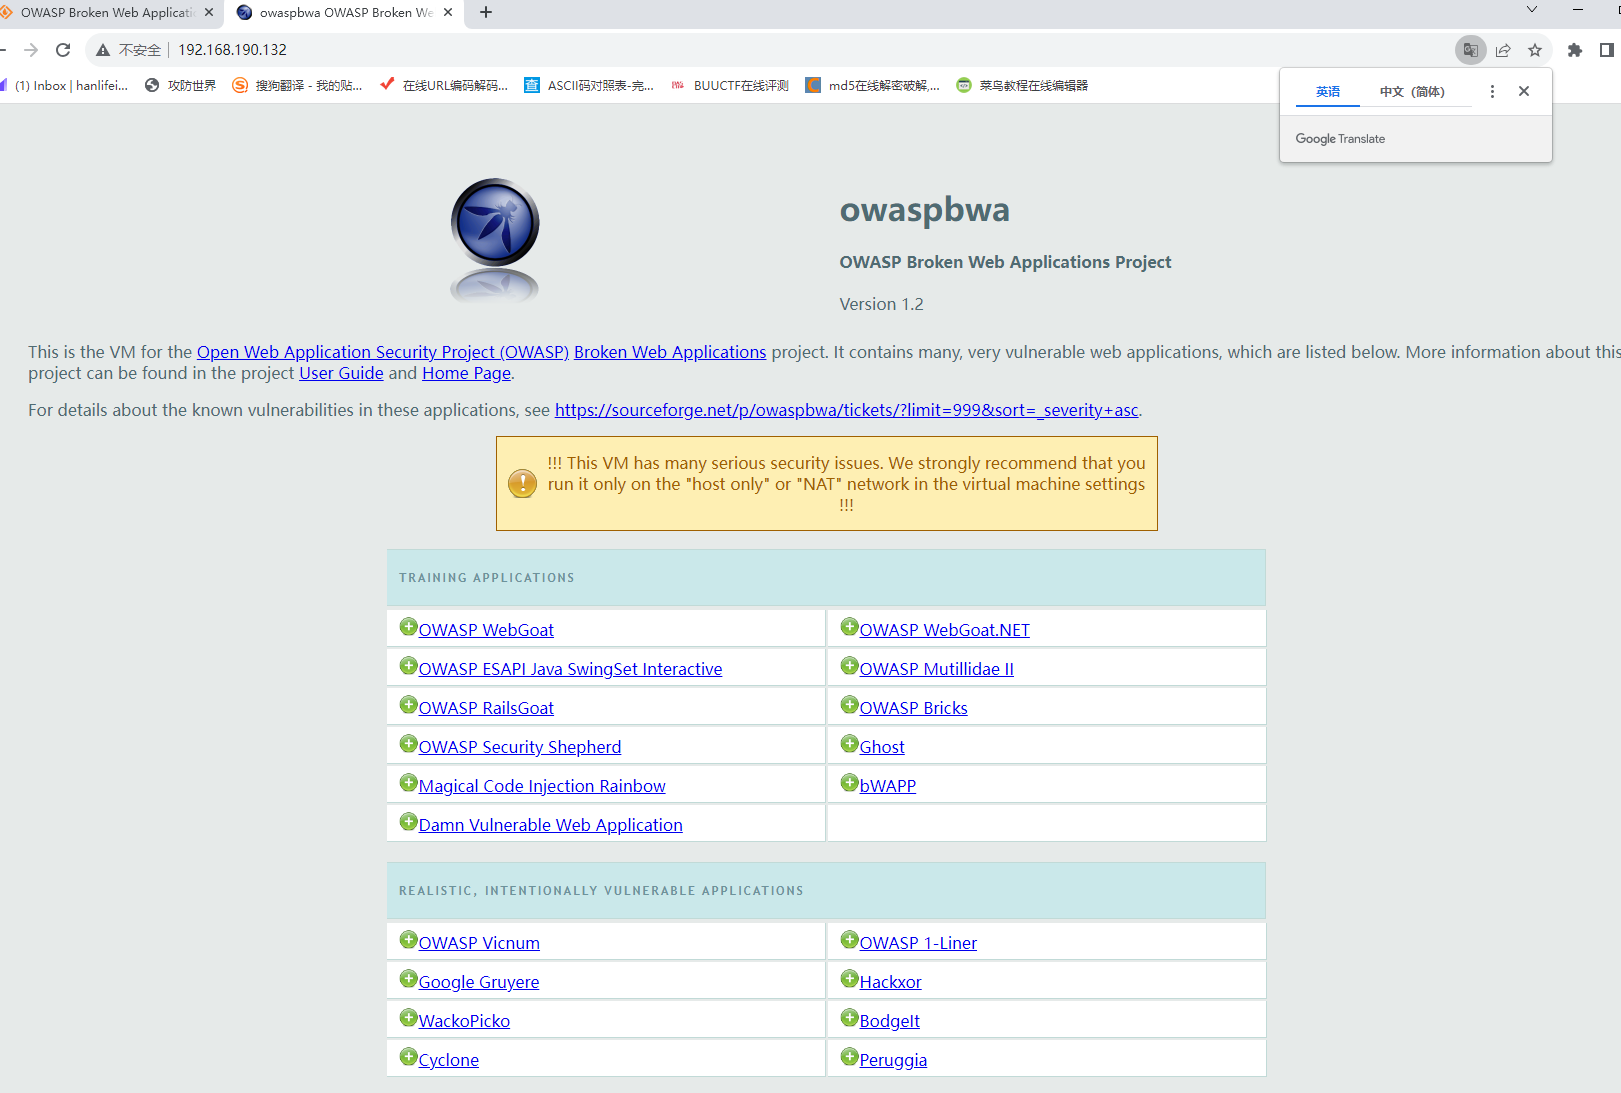 OWASP Broken Web Applicati
owaspbwa OWASP Broken We
不安全 192.168.190.132
(1) Inbox | hanlifei... 攻防世界 搜狗翻译 - 我的贴... 在线URL编码解码... ASCII码对照表-完... BUUCTF在线评测 md5在线解密破解,... 菜鸟教程在线编辑器
英语 中文（简体）
Google Translate
owaspbwa
OWASP Broken Web Applications Project
Version 1.2
This is the VM for the Open Web Application Security Project (OWASP) Broken Web Applications project. It contains many, very vulnerable web applications, which are listed below. More information about this
project can be found in the project User Guide and Home Page.
For details about the known vulnerabilities in these applications, see https://sourceforge.net/p/owaspbwa/tickets/?limit=999&sort=_severity+asc.
!!! This VM has many serious security issues. We strongly recommend that you
run it only on the "host only" or "NAT" network in the virtual machine settings
!!!
TRAINING APPLICATIONS
OWASP WebGoat OWASP WebGoat.NET
OWASP ESAPI Java SwingSet Interactive OWASP Mutillidae II
OWASP RailsGoat OWASP Bricks
OWASP Security Shepherd Ghost
Magical Code Injection Rainbow bWAPP
Damn Vulnerable Web Application
REALISTIC, INTENTIONALLY VULNERABLE APPLICATIONS
OWASP Vicnum OWASP 1-Liner
Google Gruyere Hackxor
WackoPicko BodgeIt
Cyclone Peruggia